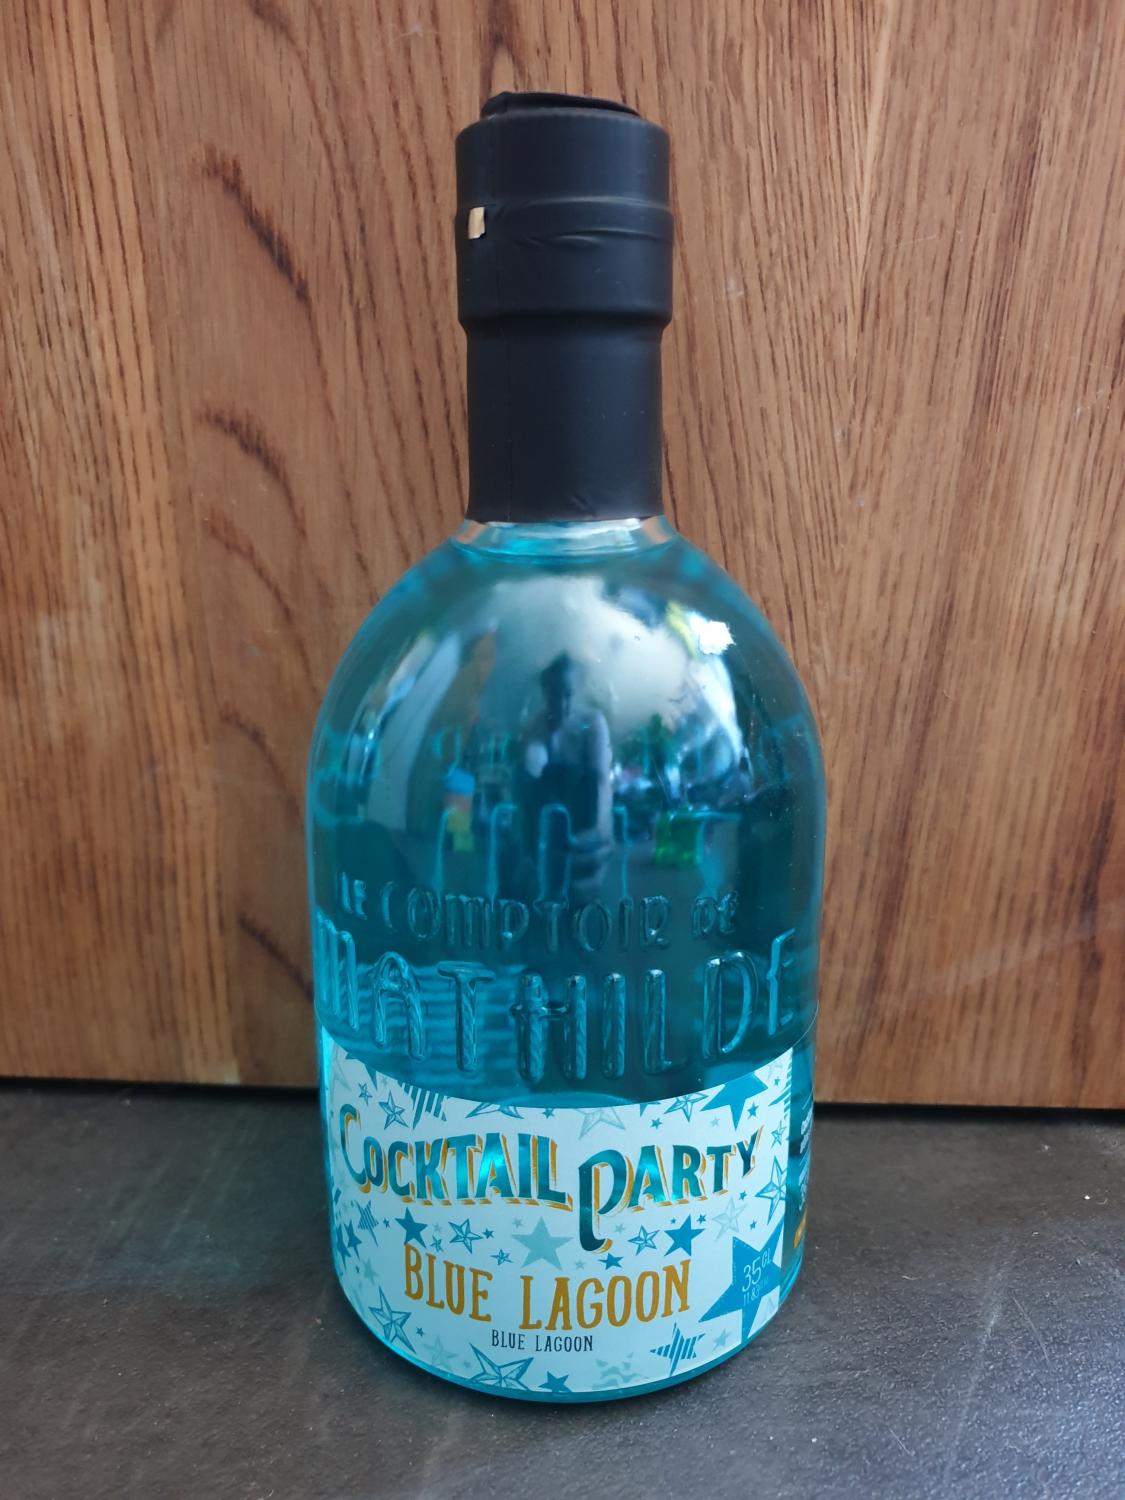 LE COMPTOIR DE
MATHILDE
COCKTAIL PARTY
BLUE LAGOON
BLUE LAGOON
35CL